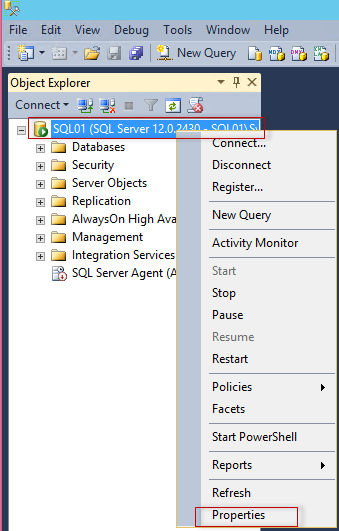 File Edit View Debug Tools Window Help
New Query
Object Explorer
Connect
SQL01 (SQL Server 12.0.2430 - SQL01\S
Databases
Security
Server Objects
Replication
AlwaysOn High Ava
Management
Integration Services
SQL Server Agent (A
Connect...
Disconnect
Register...
New Query
Activity Monitor
Start
Stop
Pause
Resume
Restart
Policies
Facets
Start PowerShell
Reports
Refresh
Properties